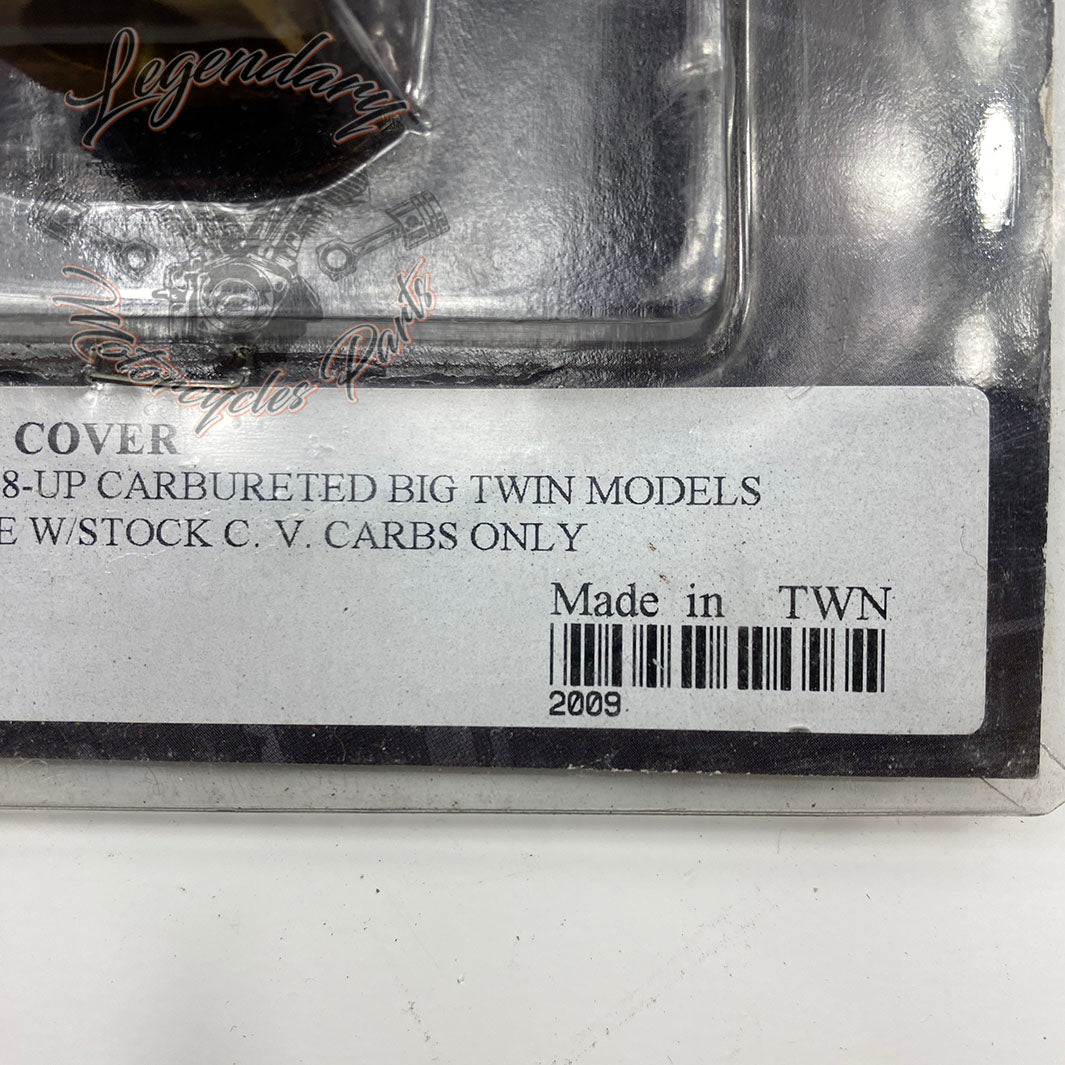 Legendary
Motorcycles Parts
COVER
8-UP CARBURETED BIG TWIN MODELS
E W/STOCK C. V. CARBS ONLY
Made in TWN
2009